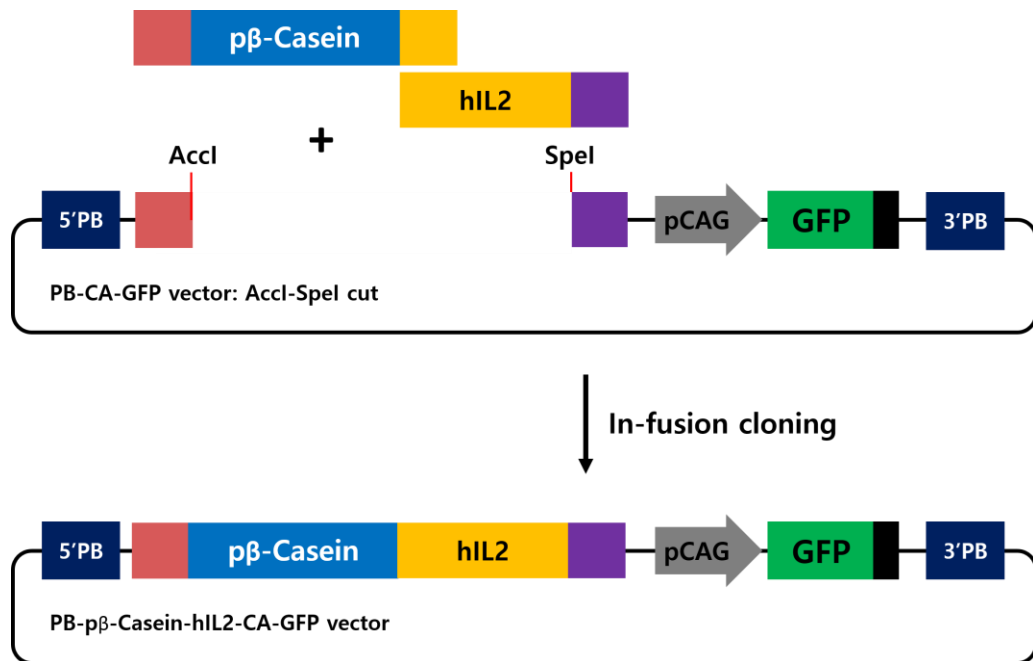 pβ-Casein
hIL2
+
AccI
SpeI
5'PB
pCAG
GFP
3'PB
PB-CA-GFP vector: AccI-SpeI cut
In-fusion cloning
5'PB
pβ-Casein
hIL2
pCAG
GFP
3'PB
PB-pβ-Casein-hIL2-CA-GFP vector